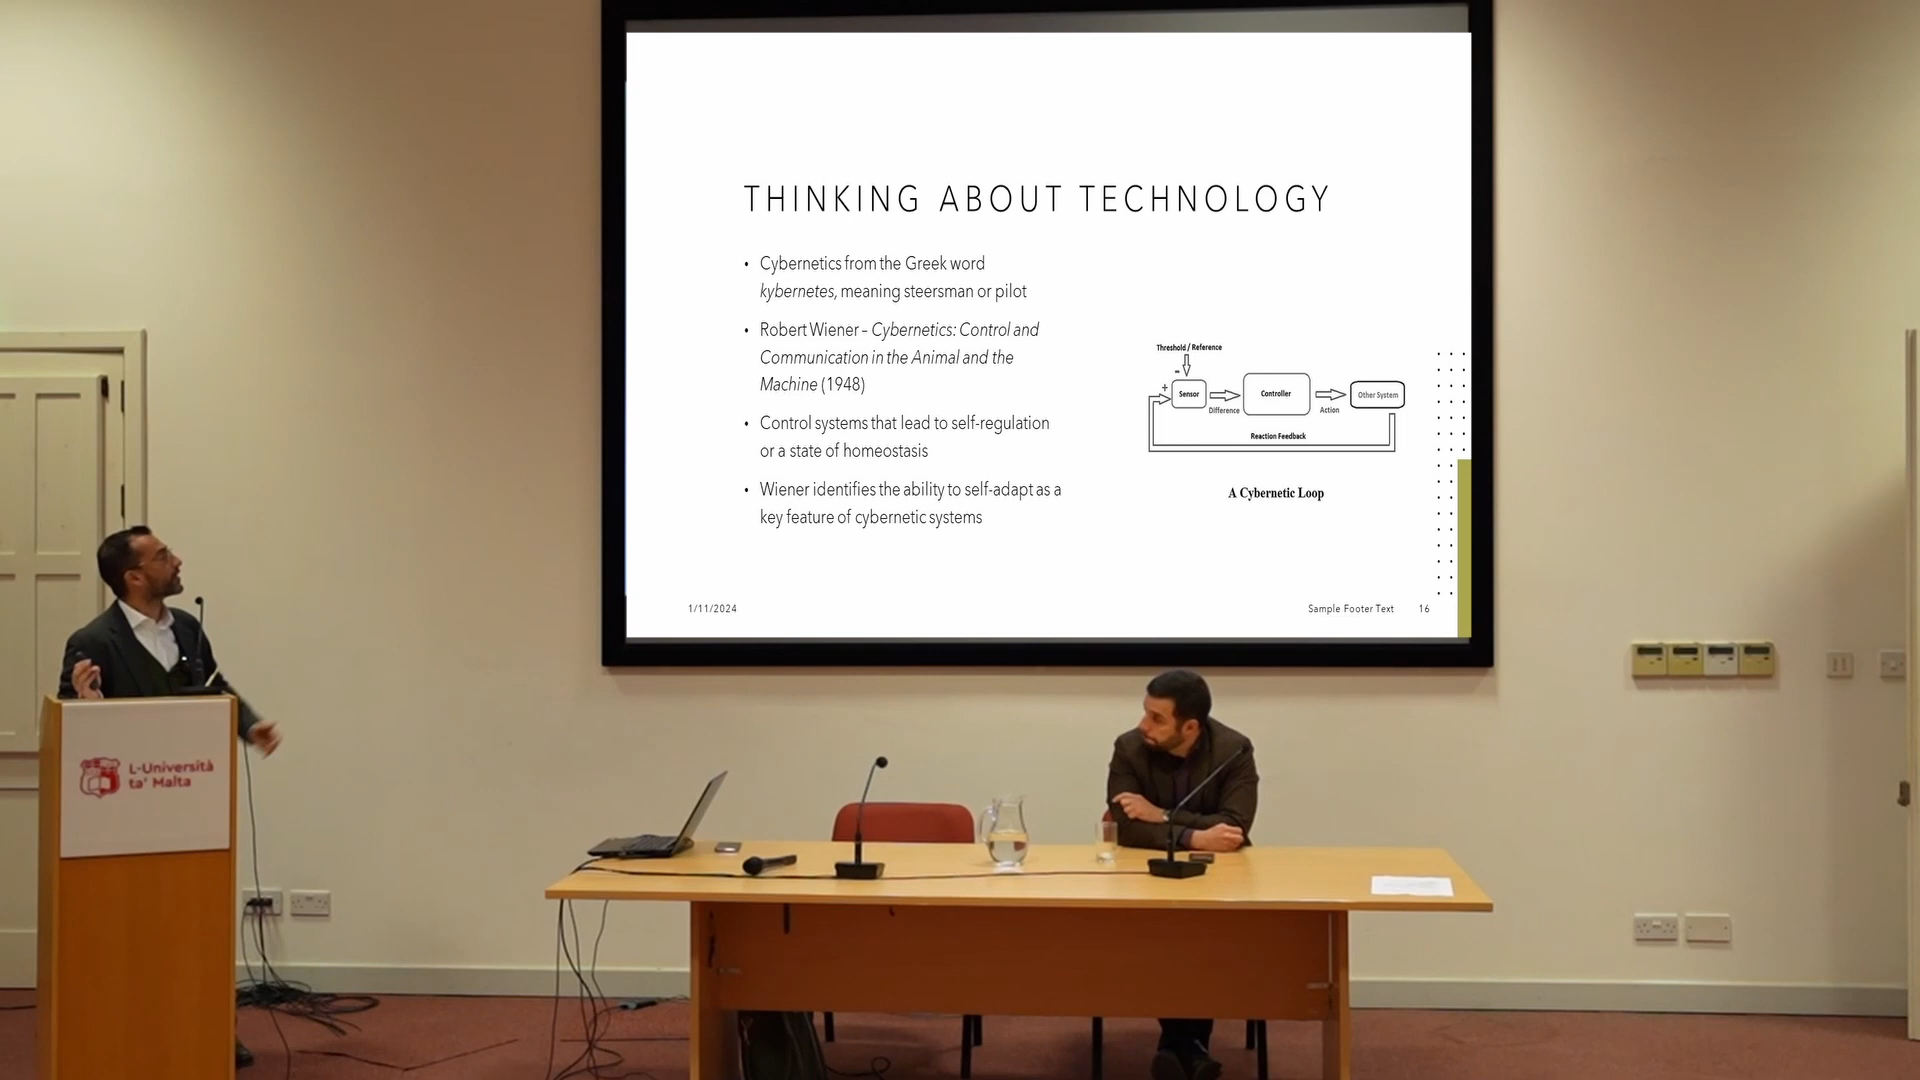 THINKING ABOUT TECHNOLOGY
• Cybernetics from the Greek word
kybernetes, meaning steersman or pilot
• Robert Wiener – Cybernetics: Control and
Communication in the Animal and the
Machine (1948)
• Control systems that lead to self-regulation
or a state of homeostasis
• Wiener identifies the ability to self-adapt as a
key feature of cybernetic systems
Threshold / Reference
-
+
Sensor
Difference
Controller
Action
Other System
Reaction Feedback
A Cybernetic Loop
1/11/2024
Sample Footer Text
16
L-Università
ta' Malta